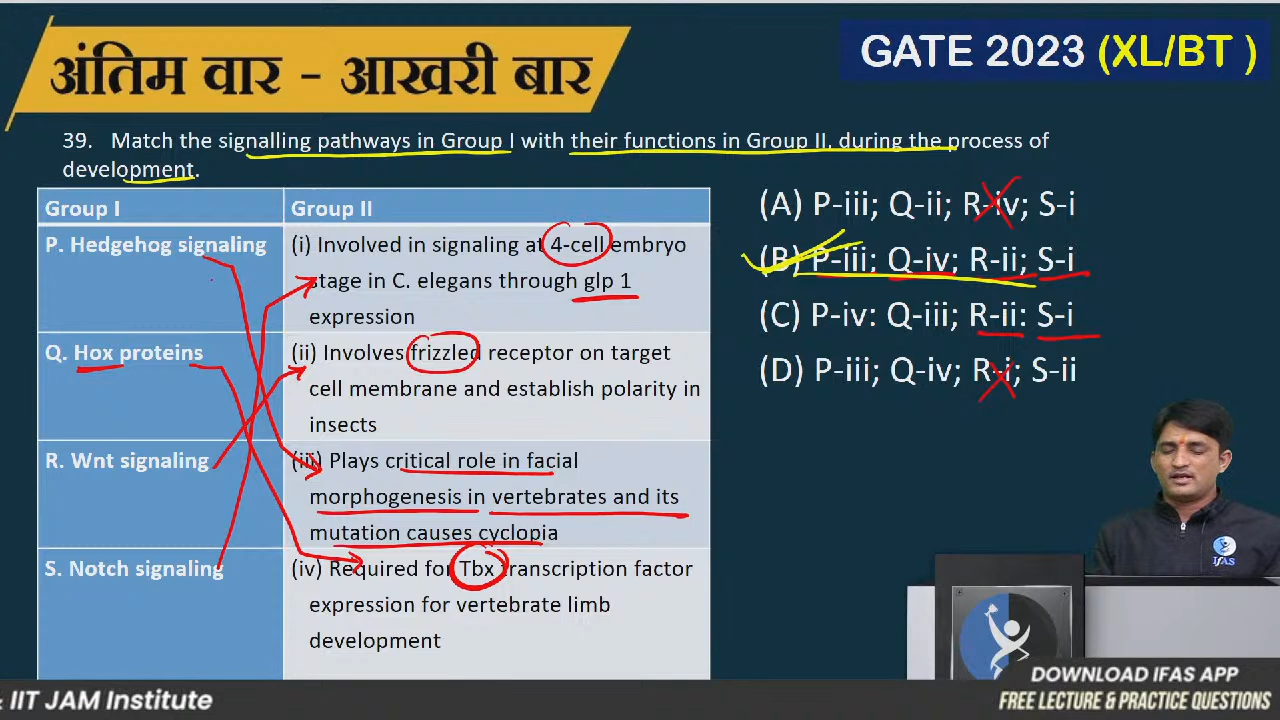 अंतिम वार - आखरी बार
GATE 2023 (XL/BT )
39. Match the signalling pathways in Group I with their functions in Group II, during the process of
development.
Group I
Group II
P. Hedgehog signaling
(i) Involved in signaling at 4-cell embryo
stage in C. elegans through glp 1
expression
Q. Hox proteins
(ii) Involves frizzled receptor on target
cell membrane and establish polarity in
insects
R. Wnt signaling
(iii) Plays critical role in facial
morphogenesis in vertebrates and its
mutation causes cyclopia
S. Notch signaling
(iv) Required for Tbx transcription factor
expression for vertebrate limb
development
(A) P-iii; Q-ii; R-iv; S-i
(B) P-iii; Q-iv; R-ii; S-i
(C) P-iv: Q-iii; R-ii: S-i
(D) P-iii; Q-iv; R-i; S-ii
IFAS
DOWNLOAD IFAS APP
FREE LECTURE & PRACTICE QUESTIONS
& IIT JAM Institute